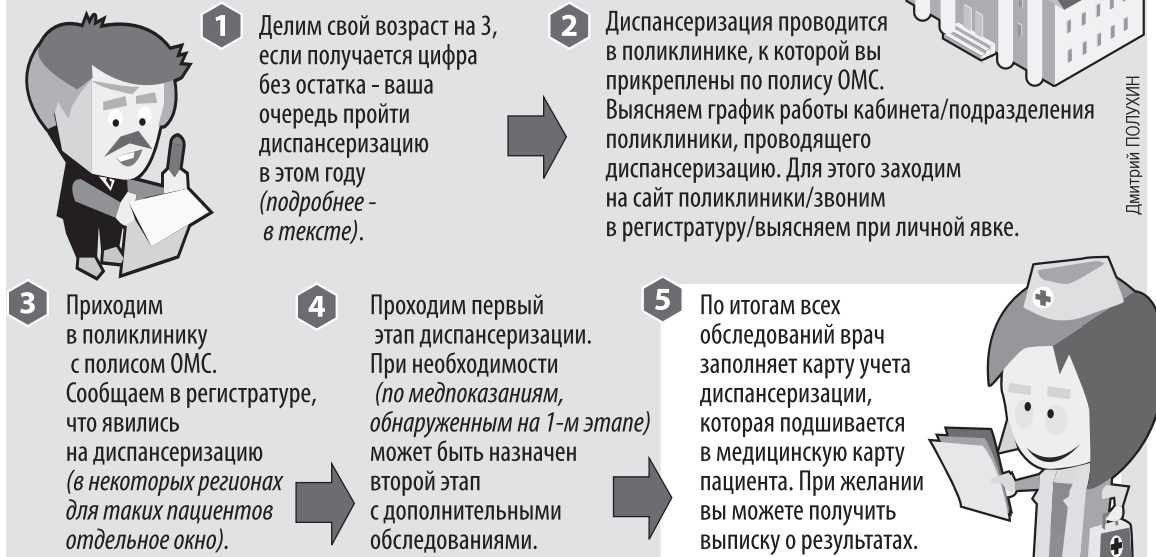 1
Делим свой возраст на 3,
если получается цифра
без остатка - ваша
очередь пройти
диспансеризацию
в этом году
(подробнее -
в тексте).
2
Диспансеризация проводится
в поликлинике, к которой вы
прикреплены по полису ОМС.
Выясняем график работы кабинета/подразделения
поликлиники, проводящего
диспансеризацию. Для этого заходим
на сайт поликлиники/звоним
в регистратуру/выясняем при личной явке.
Дмитрий ПОЛУХИН
3
Приходим
в поликлинику
с полисом ОМС.
Сообщаем в регистратуре,
что явились
на диспансеризацию
(в некоторых регионах
для таких пациентов
отдельное окно).
4
Проходим первый
этап диспансеризации.
При необходимости
(по медпоказаниям,
обнаруженным на 1-м этапе)
может быть назначен
второй этап
с дополнительными
обследованиями.
5
По итогам всех
обследований врач
заполняет карту учета
диспансеризации,
которая подшивается
в медицинскую карту
пациента. При желании
вы можете получить
выписку о результатах.